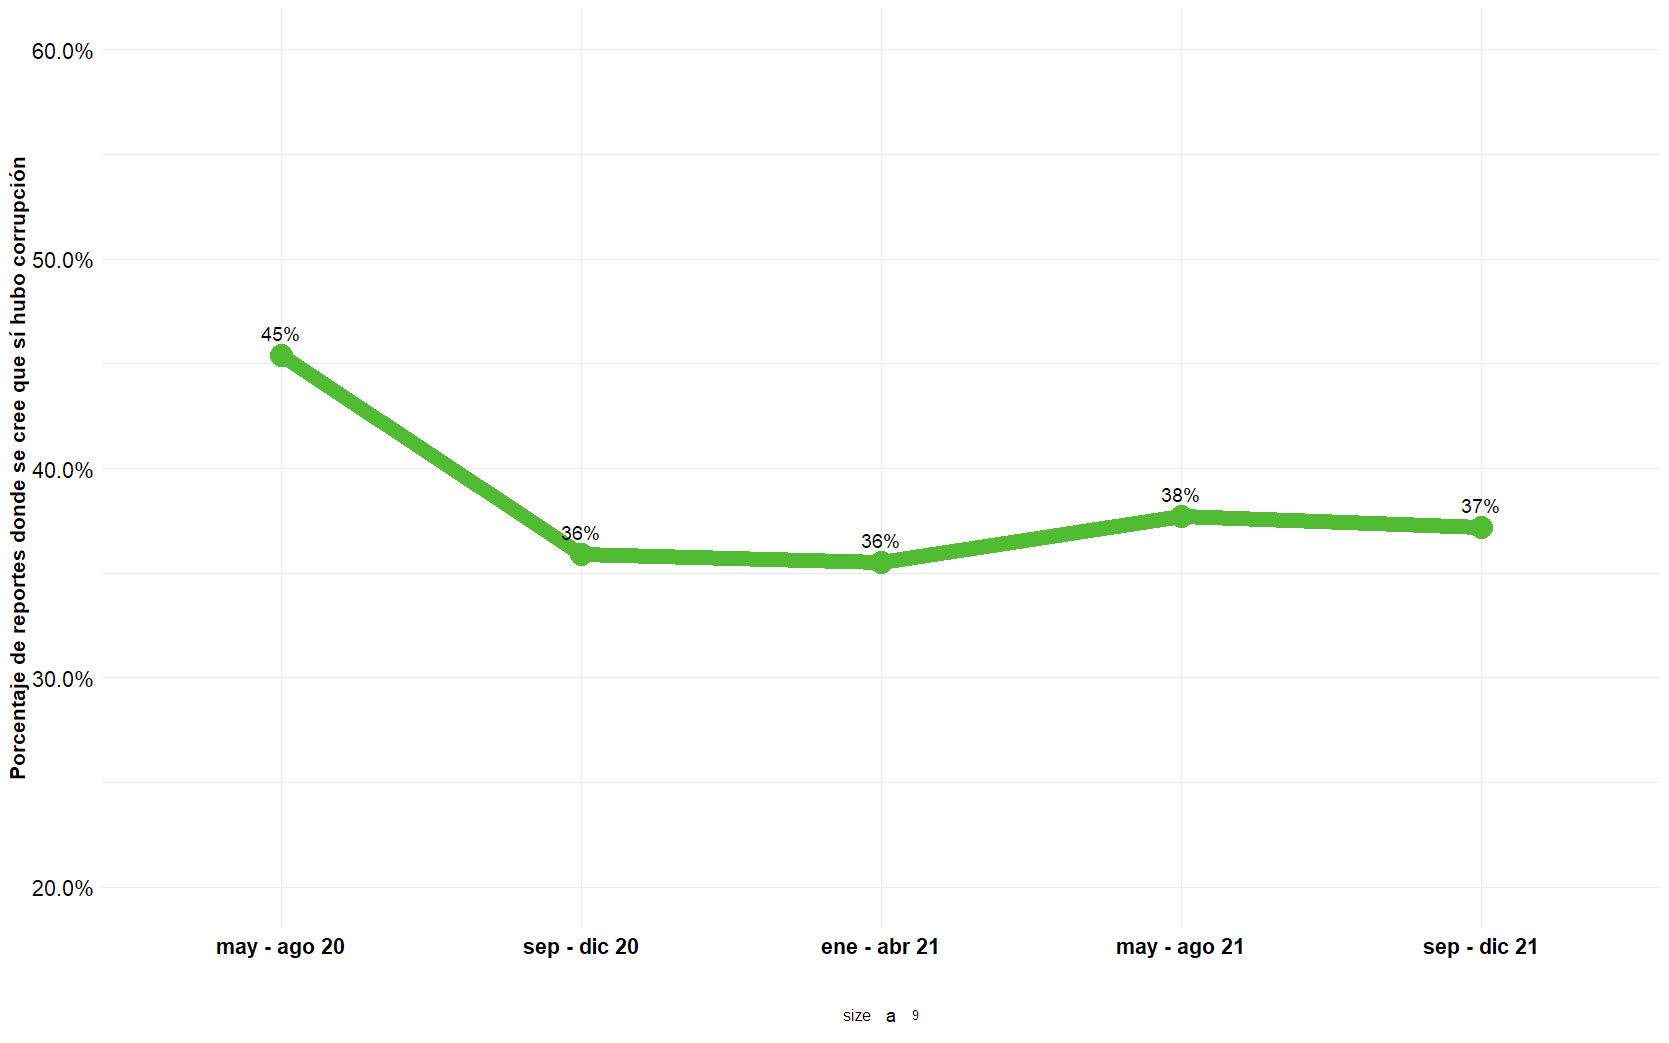 Porcentaje de reportes donde se cree que sí hubo corrupción
60.0%
50.0%
40.0%
30.0%
20.0%
45%
36%
36%
38%
37%
may - ago 20
sep - dic 20
ene - abr 21
may - ago 21
sep - dic 21
size a 9